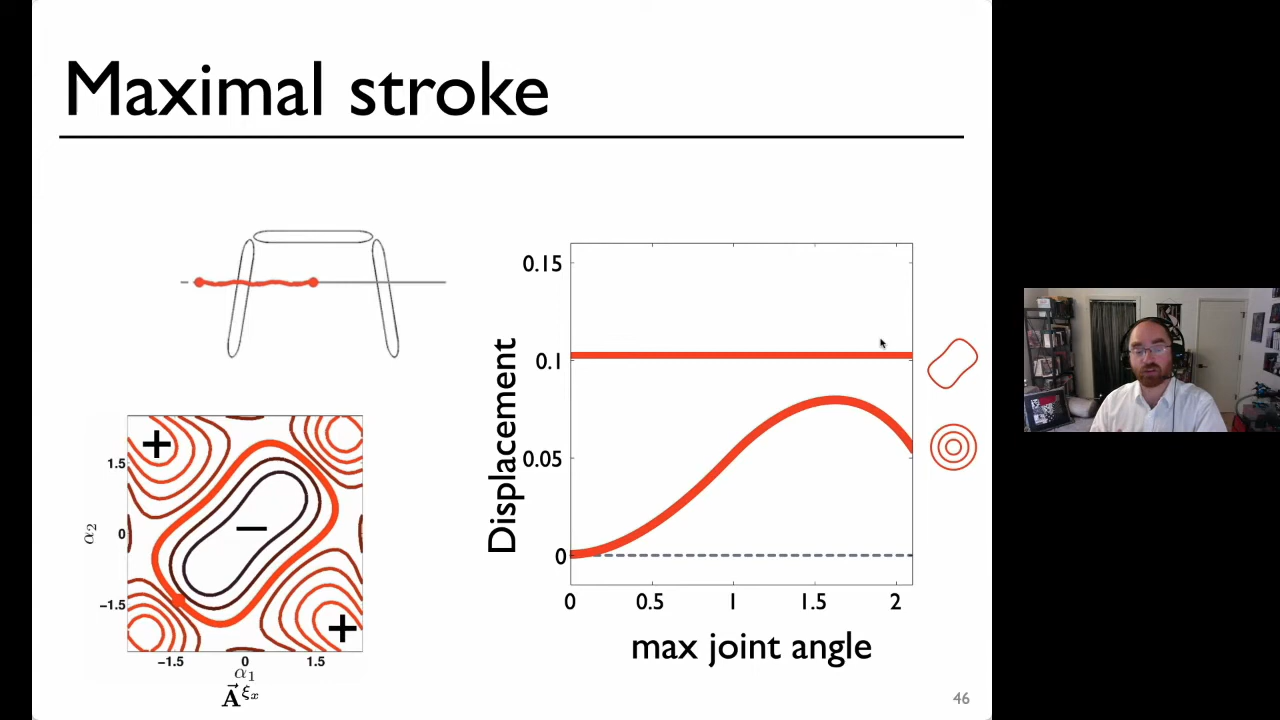 Maximal stroke
0.15
0.1
0.05
0
0 0.5 1 1.5 2
Displacement
max joint angle
+
−
+
1.5
0
−1.5
α₂
−1.5 0 1.5
α₁
A⃗^ξₓ
46